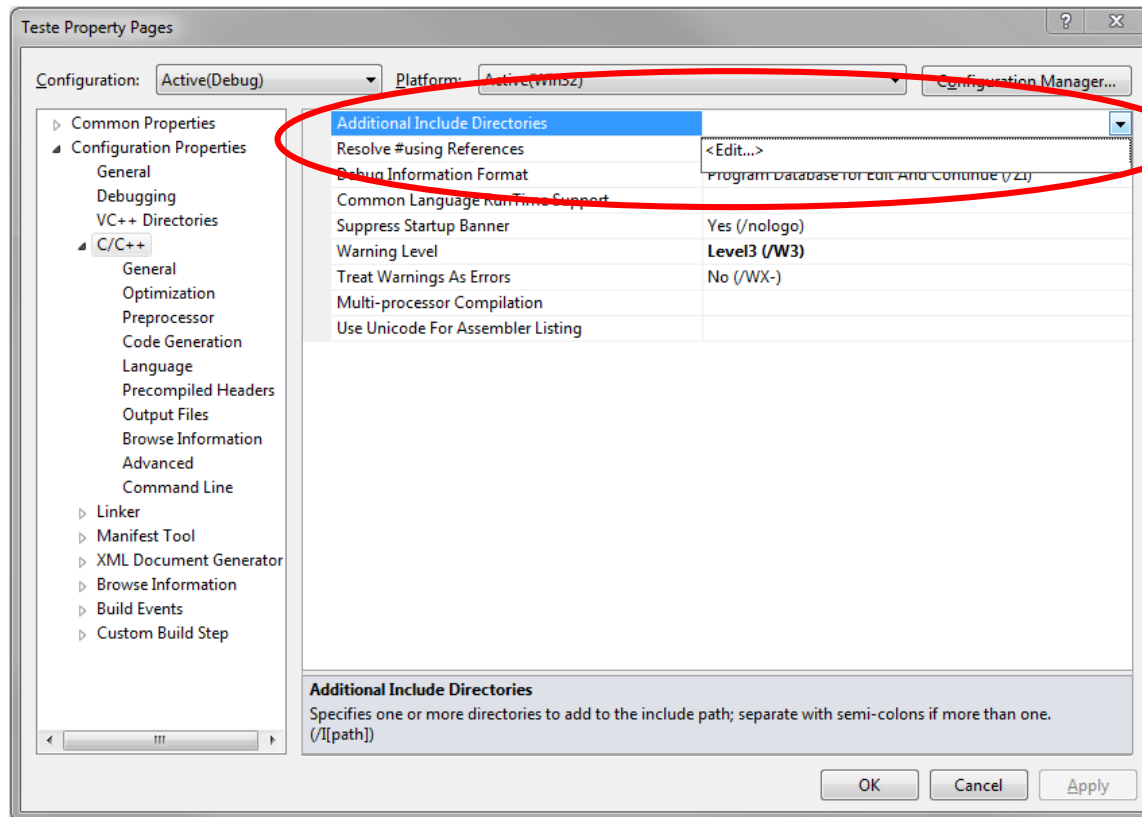 Teste Property Pages
Configuration: Active(Debug) Platform: Active(Win32) Configuration Manager...
Common Properties
Configuration Properties
General
Debugging
VC++ Directories
C/C++
General
Optimization
Preprocessor
Code Generation
Language
Precompiled Headers
Output Files
Browse Information
Advanced
Command Line
Linker
Manifest Tool
XML Document Generator
Browse Information
Build Events
Custom Build Step
Additional Include Directories
Resolve #using References <Edit...>
Debug Information Format Program Database for Edit And Continue (/ZI)
Common Language RunTime Support
Suppress Startup Banner Yes (/nologo)
Warning Level Level3 (/W3)
Treat Warnings As Errors No (/WX-)
Multi-processor Compilation
Use Unicode For Assembler Listing
Additional Include Directories
Specifies one or more directories to add to the include path; separate with semi-colons if more than one.
(/I[path])
OK Cancel Apply